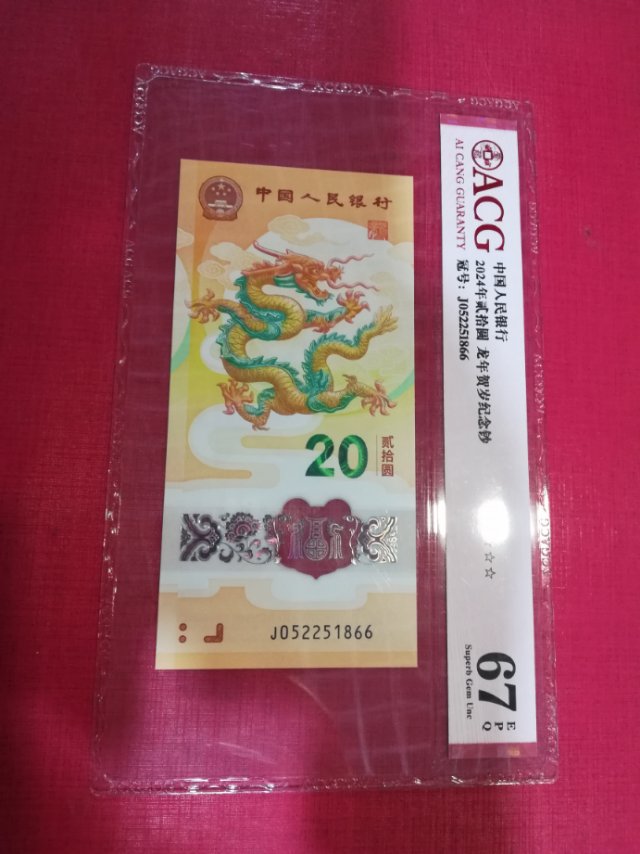 中国人民银行
20
贰拾圆
J052251866
ACG
AI CANG GUARANTY
中国人民银行
2024年贰拾圆 龙年贺岁纪念钞
冠号：J052251866
☆☆
67
EPQ
Superb Gem Unc